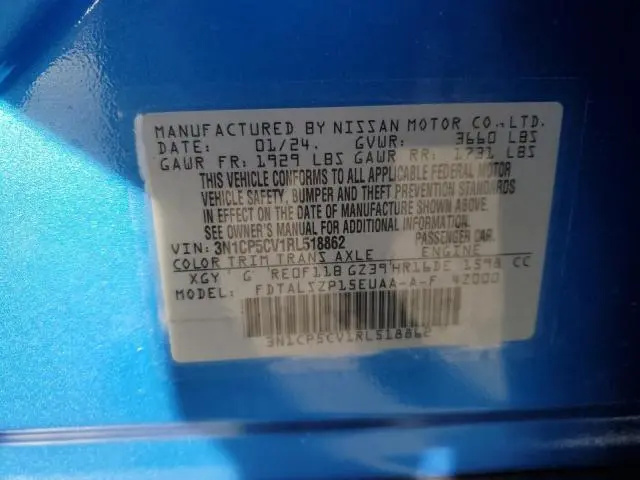 MANUFACTURED BY NISSAN MOTOR CO.,LTD.
DATE: 01/24. GVWR: 3660 LBS
GAWR FR: 1929 LBS GAWR RR: 1731 LBS
THIS VEHICLE CONFORMS TO ALL APPLICABLE FEDERAL MOTOR
VEHICLE SAFETY, BUMPER AND THEFT PREVENTION STANDARDS
IN EFFECT ON THE DATE OF MANUFACTURE SHOWN ABOVE.
SEE OWNER'S MANUAL FOR ADDITIONAL INFORMATION.
VIN: 3N1CP5CV1RL518862 PASSENGER CAR.
COLOR TRIM TRANS AXLE ENGINE
XGY G RE0F11B GZ39 HR16DE 1598 CC
MODEL: FDTALSZP15EUAA-A-F 42000
3N1CP5CV1RL518862